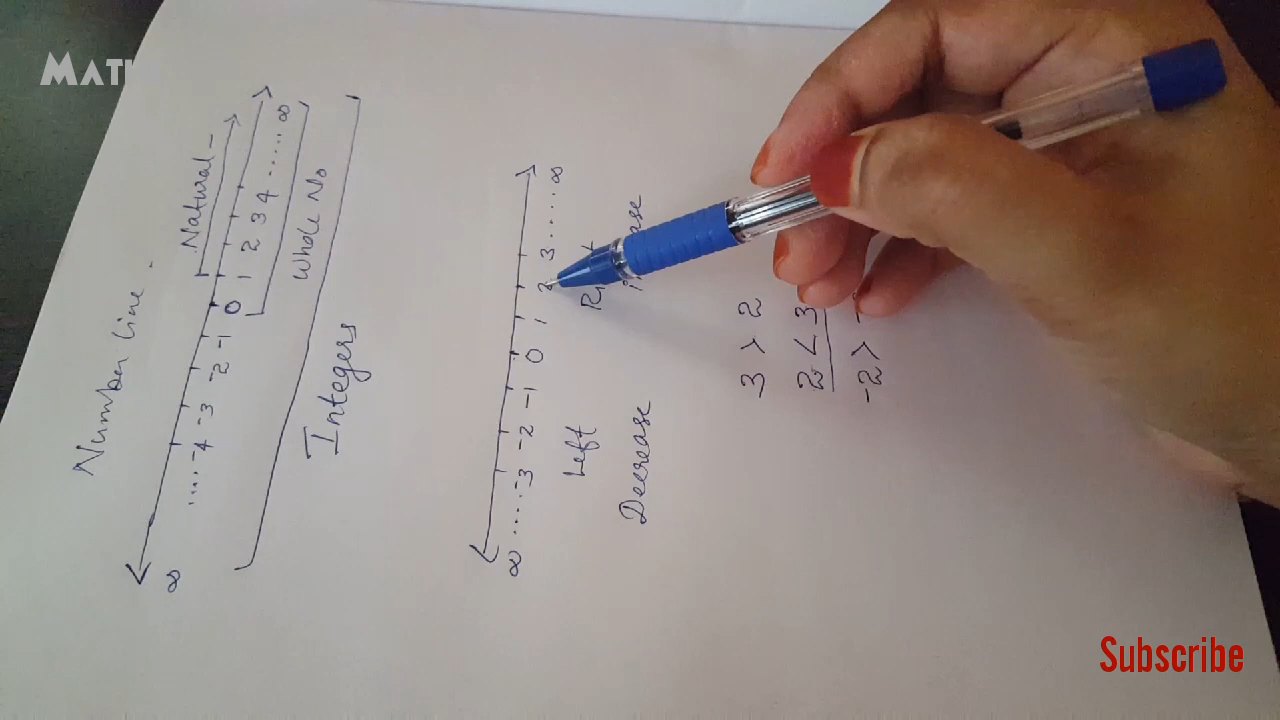 MATH
Number line -
Natural -
∞ ....-4 -3 -2 -1 0 1 2 3 4 ...... ∞
Whole No
Integers
∞ .....-3 -2 -1 0 1 2 3 ..... ∞
Left
Decrease
3 > 2
2 < 3
-2 > -
Subscribe